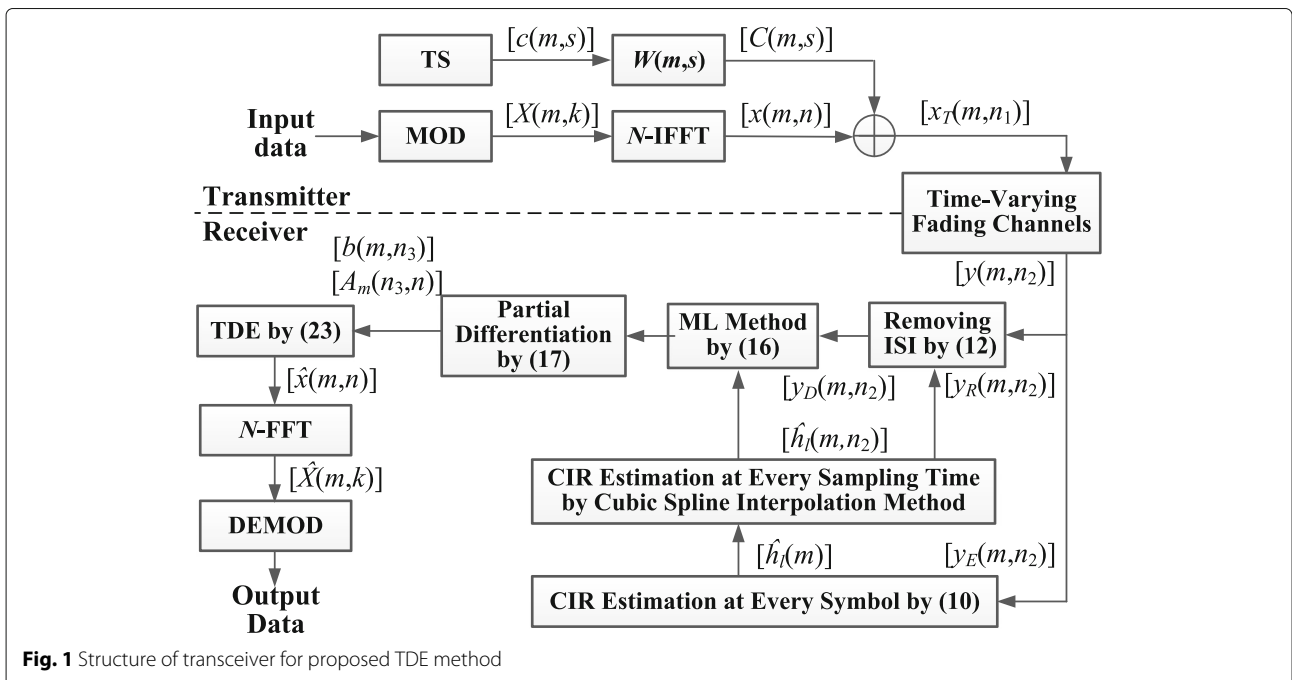 [c(m,s)]
[C(m,s)]
TS
W(m,s)
Input
data
[X(m,k)]
[x(m,n)]
[x_T(m,n_1)]
MOD
N-IFFT
Transmitter
Receiver
Time-Varying
Fading Channels
[b(m,n_3)]
[A_m(n_3,n)]
[y(m,n_2)]
TDE by (23)
Partial
Differentiation
by (17)
ML Method
by (16)
Removing
ISI by (12)
[x̂(m,n)]
[y_D(m,n_2)]
[y_R(m,n_2)]
N-FFT
[ĥ_l(m,n_2)]
[X̂(m,k)]
CIR Estimation at Every Sampling Time
by Cubic Spline Interpolation Method
DEMOD
[ĥ_l(m)]
[y_E(m,n_2)]
Output
Data
CIR Estimation at Every Symbol by (10)
Fig. 1 Structure of transceiver for proposed TDE method